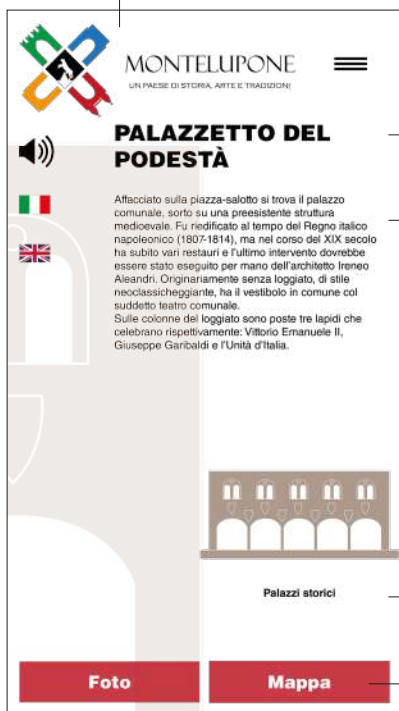 MONTELUPONE
UN PAESE DI STORIA, ARTE E TRADIZIONI
PALAZZETTO DEL
PODESTÀ
Affacciato sulla piazza-salotto si trova il palazzo
comunale, sorto su una preesistente struttura
medioevale. Fu riedificato al tempo del Regno italico
napoleonico (1807-1814), ma nel corso del XIX secolo
ha subito vari restauri e l'ultimo intervento dovrebbe
essere stato eseguito per mano dell'architetto Ireneo
Aleandri. Originariamente senza loggiato, di stile
neoclassicheggiante, ha il vestibolo in comune col
suddetto teatro comunale.
Sulle colonne del loggiato sono poste tre lapidi che
celebrano rispettivamente: Vittorio Emanuele II,
Giuseppe Garibaldi e l'Unità d'Italia.
Palazzi storici
Foto
Mappa